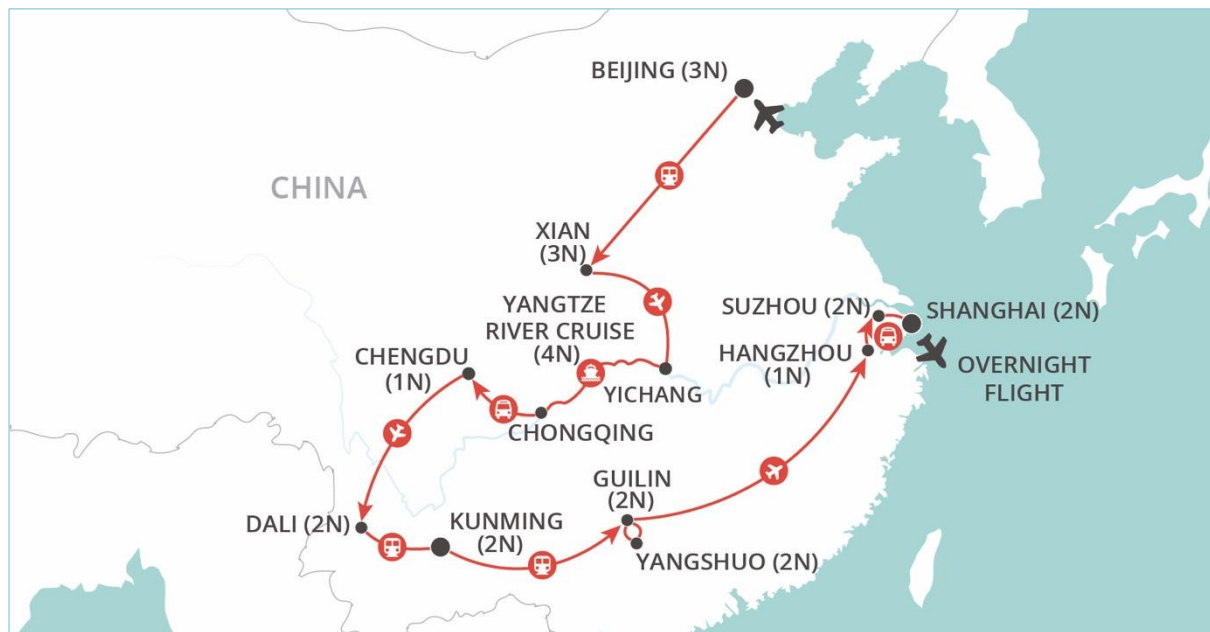 BEIJING (3N)
CHINA
XIAN
(3N)
YANGTZE
RIVER CRUISE
(4N)
SUZHOU (2N)
SHANGHAI (2N)
HANGZHOU
(1N)
OVERNIGHT
FLIGHT
CHENGDU
(1N)
YICHANG
CHONGQING
GUILIN
(2N)
DALI (2N)
KUNMING
(2N)
YANGSHUO (2N)